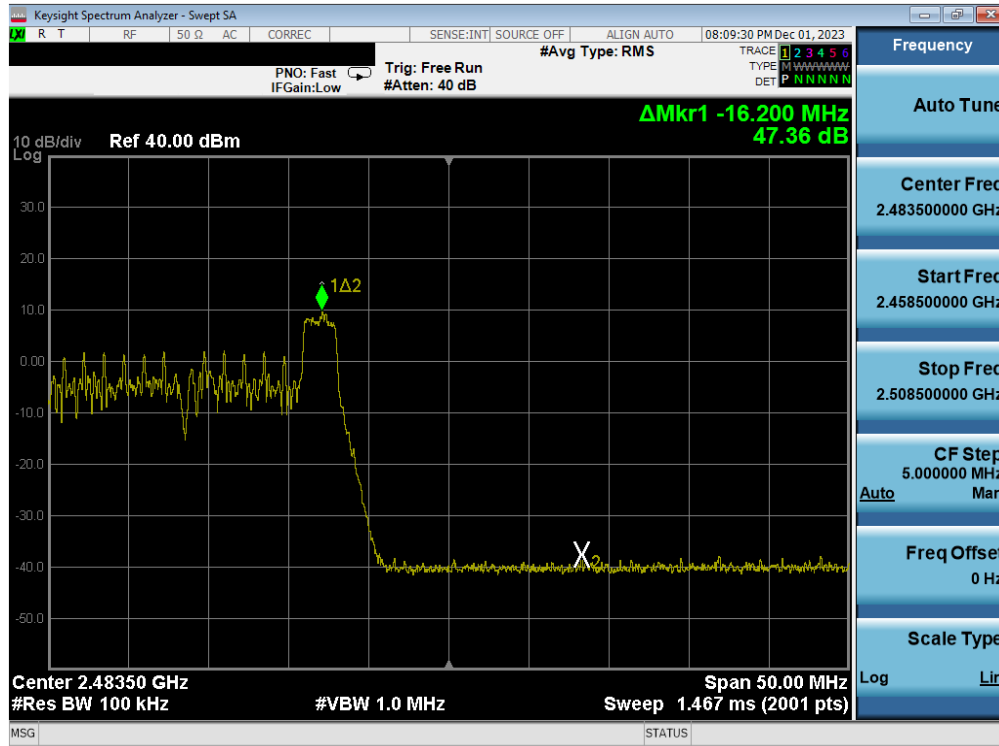 Keysight Spectrum Analyzer - Swept SA
LXI R T RF 50 Ω AC CORREC SENSE:INT SOURCE OFF ALIGN AUTO 08:09:30 PM Dec 01, 2023
#Avg Type: RMS
TRACE 1 2 3 4 5 6
TYPE M WWWWW
DET P N N N N N
PNO: Fast
IFGain:Low
Trig: Free Run
#Atten: 40 dB
ΔMkr1 -16.200 MHz
47.36 dB
10 dB/div Ref 40.00 dBm
Log
30.0
20.0
10.0
0.00
-10.0
-20.0
-30.0
-40.0
-50.0
1Δ2
X2
Center 2.48350 GHz Span 50.00 MHz
#Res BW 100 kHz #VBW 1.0 MHz Sweep 1.467 ms (2001 pts)
MSG STATUS
Frequency
Auto Tune
Center Freq
2.483500000 GHz
Start Freq
2.458500000 GHz
Stop Freq
2.508500000 GHz
CF Step
5.000000 MHz
Auto Man
Freq Offset
0 Hz
Scale Type
Log Lin